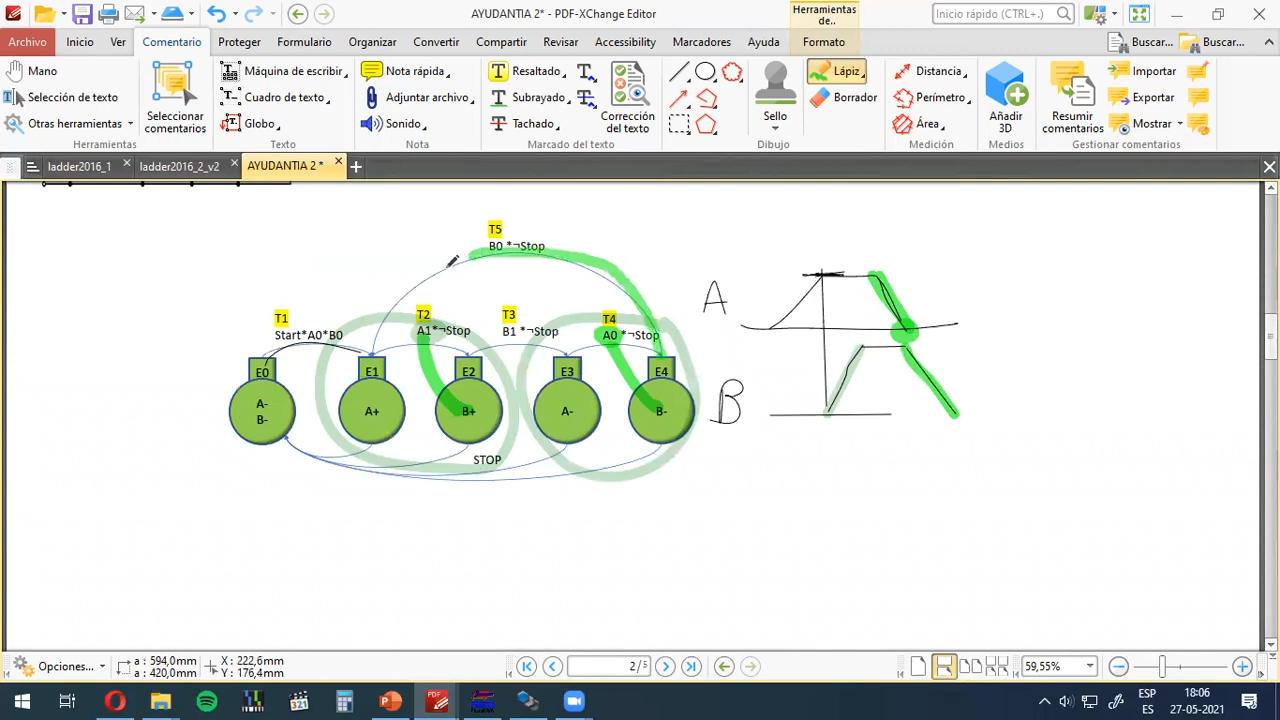 AYUDANTIA 2 - PDF-XChange Editor
Herramientas de..
Inicio rápido (CTRL+.)
Archivo Inicio Ver Comentario Proteger Formulario Organizar Convertir Compartir Revisar Accessibility Marcadores Ayuda Formato Buscar... Buscar...
Mano
Selección de texto
Otras herramientas
Seleccionar comentarios
Herramientas
Máquina de escribir
Cuadro de texto
Globo
Texto
Nota rápida
Adjuntar archivo
Sonido
Nota
Resaltado
Subrayado
Tachado
Corrección del texto
Marcado del texto
Sello
Lápiz
Borrador
Dibujo
Distancia
Perímetro
Área
Medición
Añadir 3D
Medios
Resumir comentarios
Importar
Exportar
Mostrar
Gestionar comentarios
ladder2016_1 ladder2016_2_v2 AYUDANTIA 2 *
T5
B0 *¬Stop
T1
Start*A0*B0
T2
A1*¬Stop
T3
B1 *¬Stop
T4
A0 *¬Stop
A
E0 E1 E2 E3 E4
A-
B-
A+ B+ A- B-
B
STOP
Opciones...
a : 594,0mm
a : 420,0mm
X : 222,6mm
Y : 176,4mm
2 / 5
59,55%
321
ESP
ES
18:06
27-05-2021